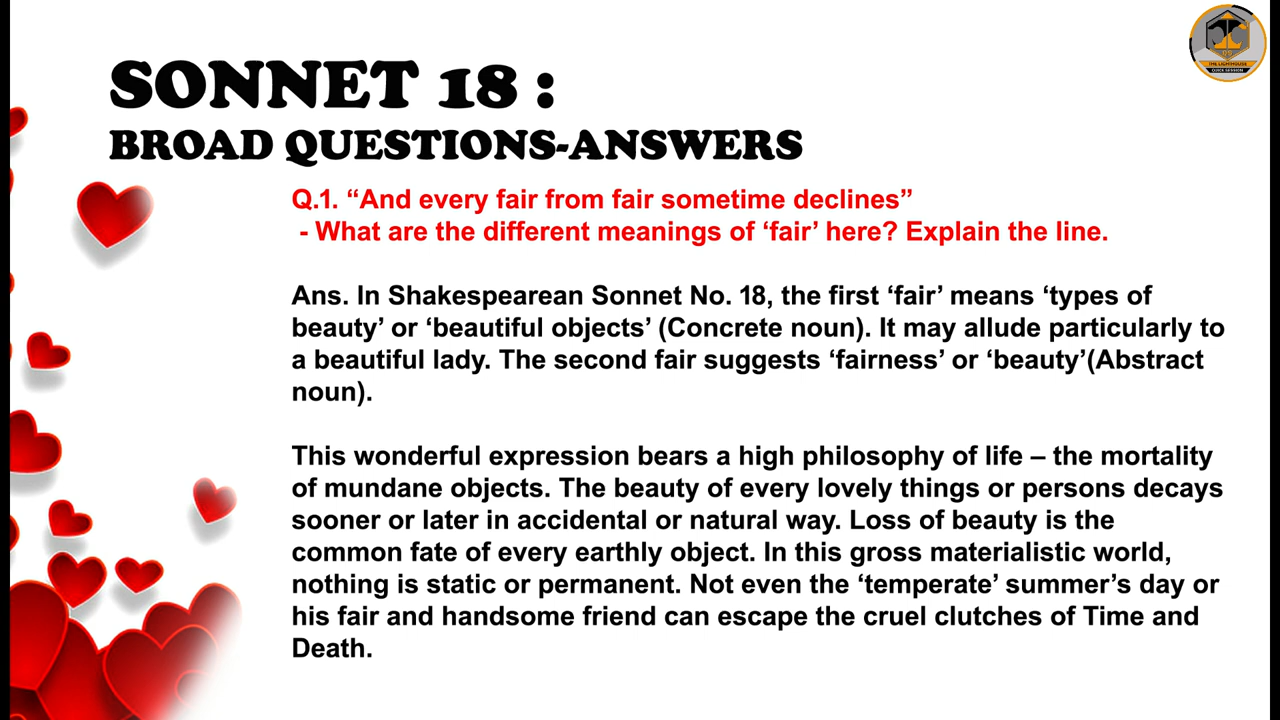 SONNET 18 :
BROAD QUESTIONS-ANSWERS
Q.1. “And every fair from fair sometime declines”
- What are the different meanings of ‘fair’ here? Explain the line.
Ans. In Shakespearean Sonnet No. 18, the first ‘fair’ means ‘types of
beauty’ or ‘beautiful objects’ (Concrete noun). It may allude particularly to
a beautiful lady. The second fair suggests ‘fairness’ or ‘beauty’(Abstract
noun).
This wonderful expression bears a high philosophy of life – the mortality
of mundane objects. The beauty of every lovely things or persons decays
sooner or later in accidental or natural way. Loss of beauty is the
common fate of every earthly object. In this gross materialistic world,
nothing is static or permanent. Not even the ‘temperate’ summer’s day or
his fair and handsome friend can escape the cruel clutches of Time and
Death.
THE LIGHTHOUSE
QUICK SESSION